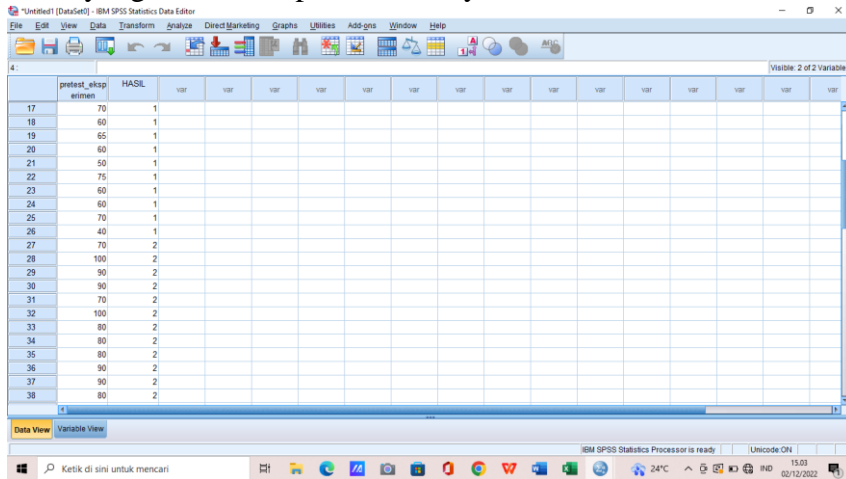 *Untitled1 [DataSet0] - IBM SPSS Statistics Data Editor
File Edit View Data Transform Analyze Direct Marketing Graphs Utilities Add-ons Window Help
4 :
Visible: 2 of 2 Variable
pretest_eksperimen HASIL var var var var var var var var var var var var var
17 70 1
18 60 1
19 65 1
20 60 1
21 50 1
22 75 1
23 60 1
24 60 1
25 70 1
26 40 1
27 70 2
28 100 2
29 90 2
30 90 2
31 70 2
32 100 2
33 80 2
34 80 2
35 80 2
36 90 2
37 90 2
38 80 2
Data View Variable View
IBM SPSS Statistics Processor is ready Unicode:ON
Ketik di sini untuk mencari 24°C IND 15.03
02/12/2022